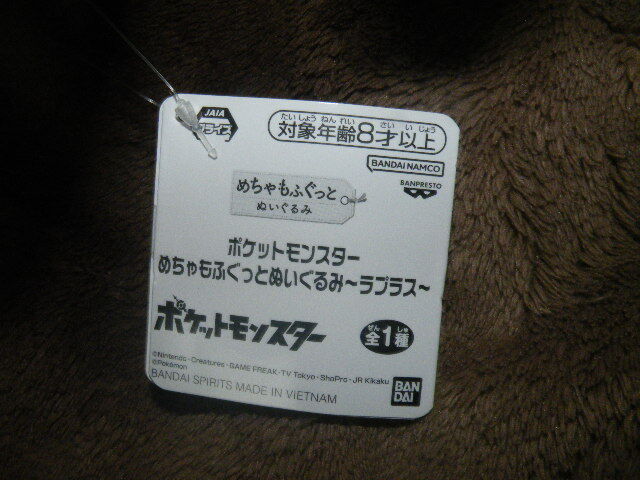 JAIA
プライズ
たいしょう ねん れい さい い じょう
対象年齢8才以上
BANDAI NAMCO
BANPRESTO
めちゃもふぐっと
ぬいぐるみ
ポケットモンスター
めちゃもふぐっとぬいぐるみ～ラプラス～
ポケットモンスター
ぜん しゅ
全1種
©Nintendo・Creatures・GAME FREAK・TV Tokyo・ShoPro・JR Kikaku
©Pokémon
BANDAI SPIRITS MADE IN VIETNAM
BAN
DAI